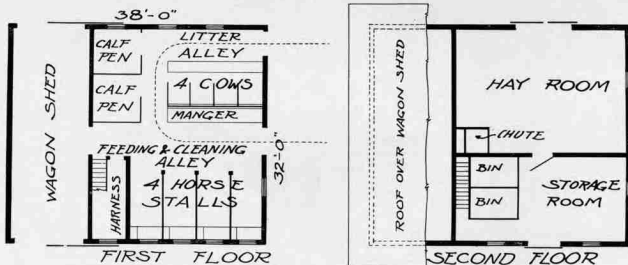 38'-0"
WAGON SHED
CALF
PEN
CALF
PEN
LITTER
ALLEY
4 COWS
MANGER
FEEDING & CLEANING
ALLEY
32'-0"
HARNESS
4 HORSE
STALLS
FIRST FLOOR
ROOF OVER WAGON SHED
HAY ROOM
CHUTE
BIN
BIN
STORAGE
ROOM
SECOND FLOOR